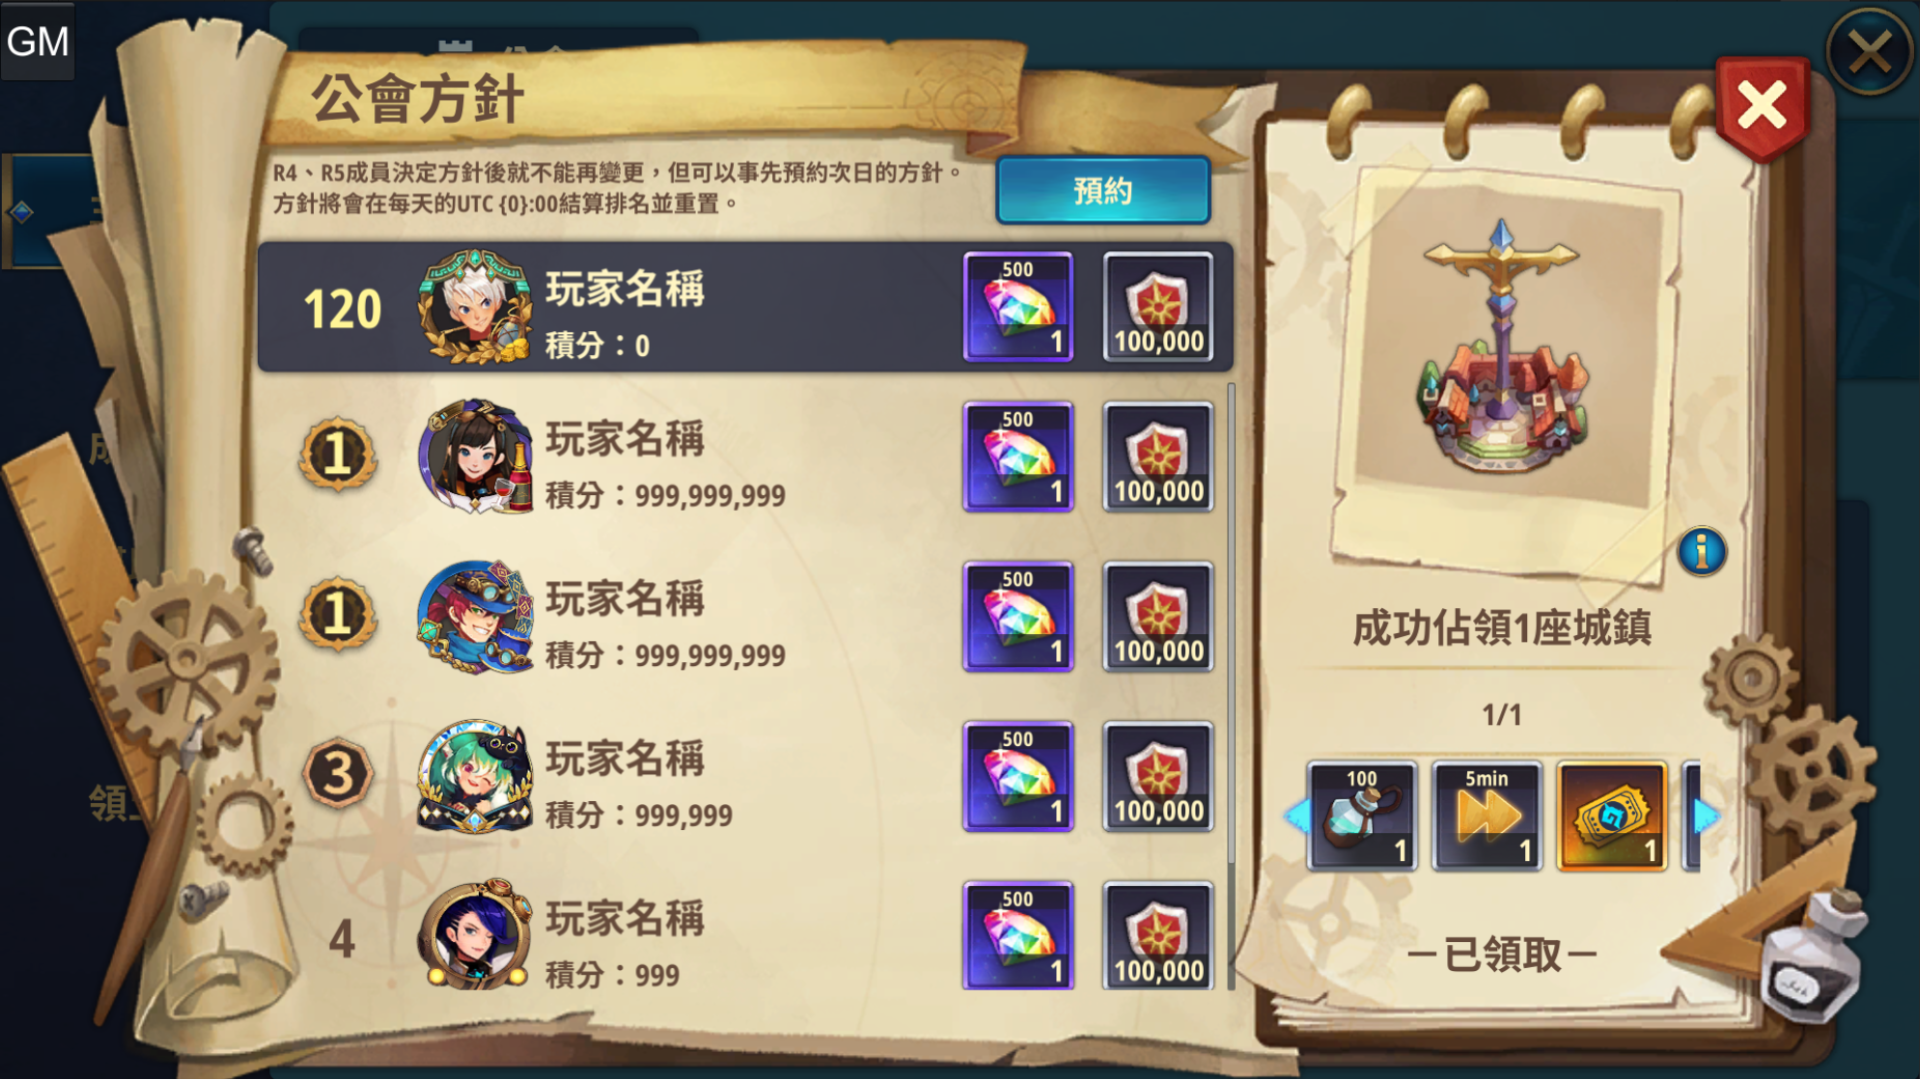 GM
公會方針
R4、R5成員決定方針後就不能再變更，但可以事先預約次日的方針。
方針將會在每天的UTC {0}:00結算排名並重置。
預約
120
玩家名稱
積分：0
500
1
100,000
1
玩家名稱
積分：999,999,999
500
1
100,000
1
玩家名稱
積分：999,999,999
500
1
100,000
3
玩家名稱
積分：999,999
500
1
100,000
4
玩家名稱
積分：999
500
1
100,000
成功佔領1座城鎮
1/1
100
1
5min
1
1
－已領取－